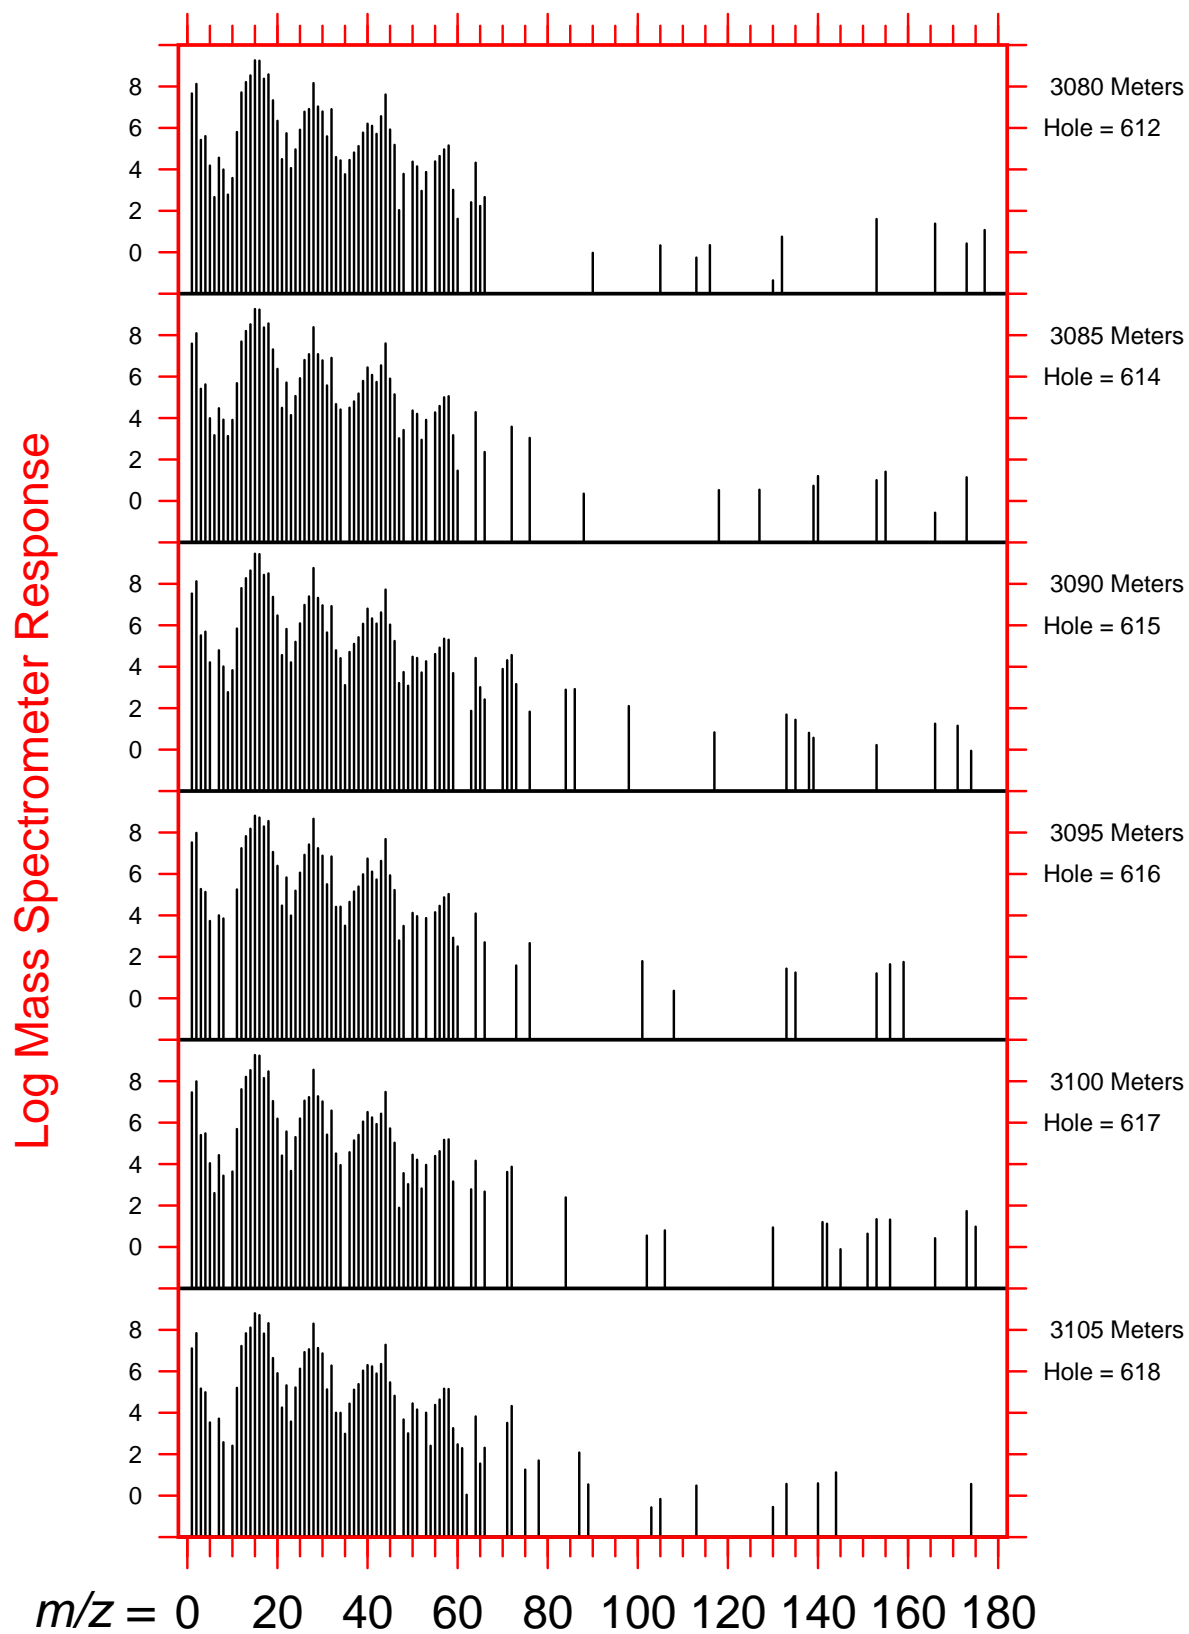 Log Mass Spectrometer Response
8
6
4
2
0
3080 Meters
Hole = 612
8
6
4
2
0
3085 Meters
Hole = 614
8
6
4
2
0
3090 Meters
Hole = 615
8
6
4
2
0
3095 Meters
Hole = 616
8
6
4
2
0
3100 Meters
Hole = 617
8
6
4
2
0
3105 Meters
Hole = 618
m/z = 0 20 40 60 80 100 120 140 160 180